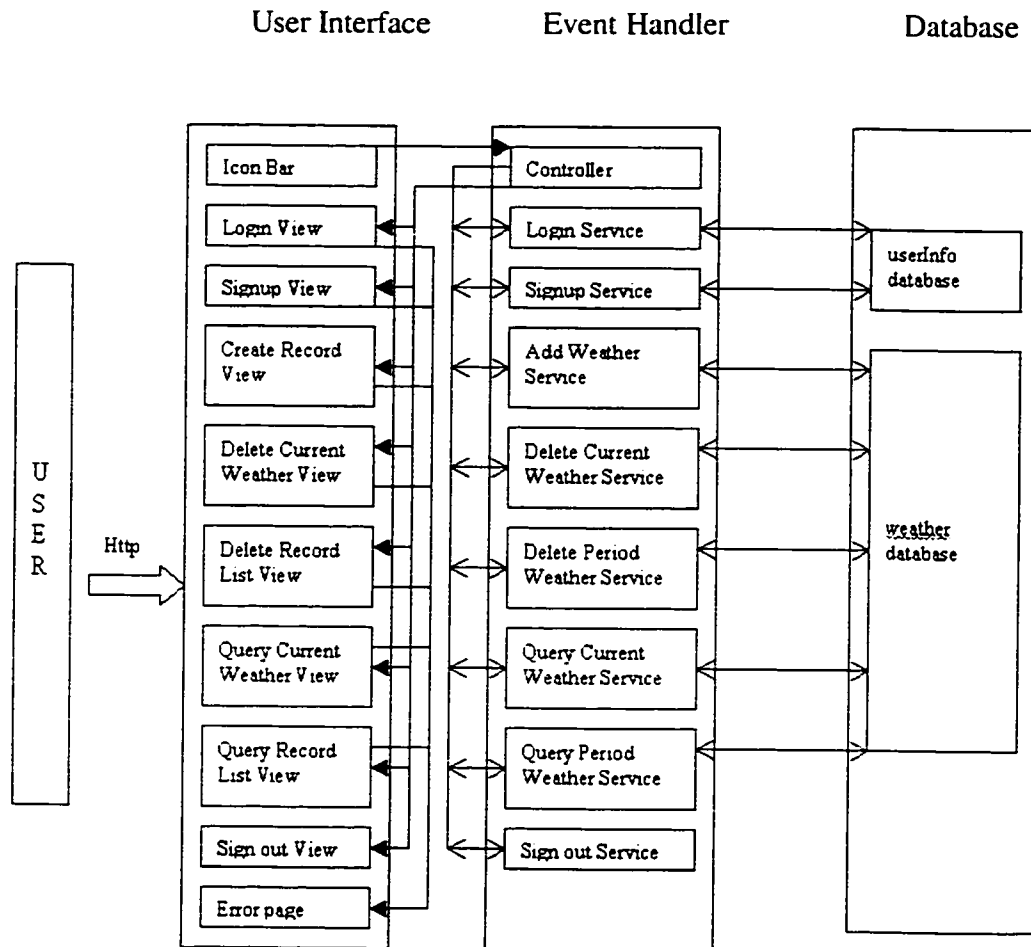 User Interface
Event Handler
Database
Icon Bar
Login View
Signup View
Create Record
View
Delete Current
Weather View
Delete Record
List View
Query Current
Weather View
Query Record
List View
Sign out View
Error page
Controller
Login Service
Signup Service
Add Weather
Service
Delete Current
Weather Service
Delete Period
Weather Service
Query Current
Weather Service
Query Period
Weather Service
Sign out Service
userInfo
database
weather
database
U
S
E
R
Http